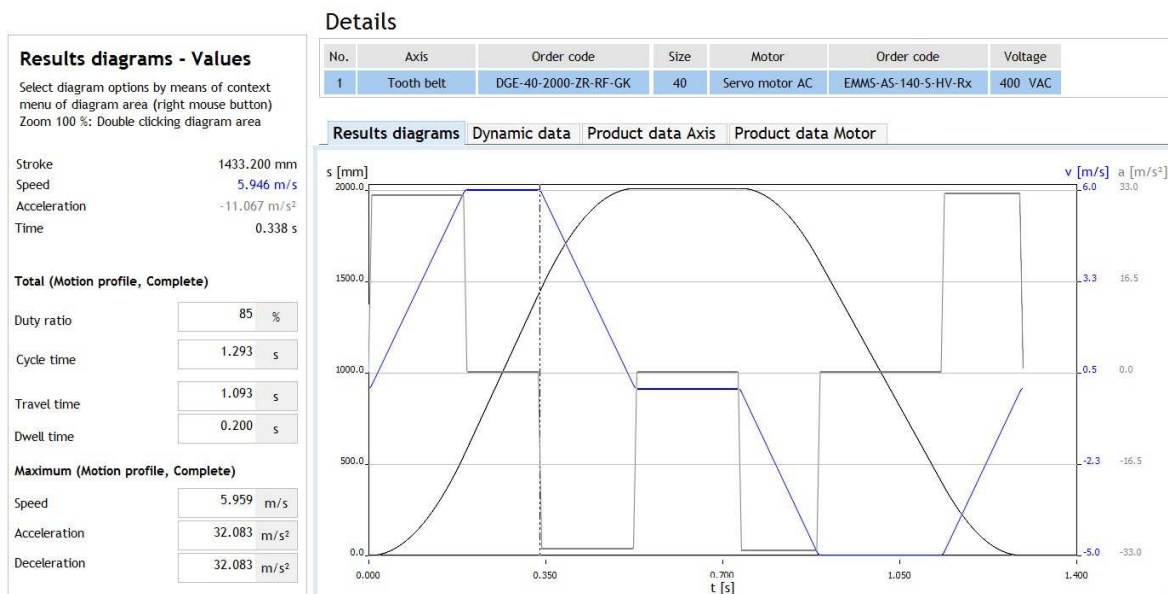 Details
No. Axis Order code Size Motor Order code Voltage
1 Tooth belt DGE-40-2000-ZR-RF-GK 40 Servo motor AC EMMS-AS-140-S-HV-Rx 400 VAC
Results diagrams - Values
Select diagram options by means of context
menu of diagram area (right mouse button)
Zoom 100 %: Double clicking diagram area
Stroke 1433.200 mm
Speed 5.946 m/s
Acceleration -11.067 m/s²
Time 0.338 s
Total (Motion profile, Complete)
Duty ratio 85 %
Cycle time 1.293 s
Travel time 1.093 s
Dwell time 0.200 s
Maximum (Motion profile, Complete)
Speed 5.959 m/s
Acceleration 32.083 m/s²
Deceleration 32.083 m/s²
Results diagrams Dynamic data Product data Axis Product data Motor
s [mm] v [m/s] a [m/s²]
2000.0 6.0 33.0
1500.0 3.3 16.5
1000.0 0.5 0.0
500.0 -2.3 -16.5
0.0 -5.0 -33.0
0.000 0.350 0.700 1.050 1.400
t [s]